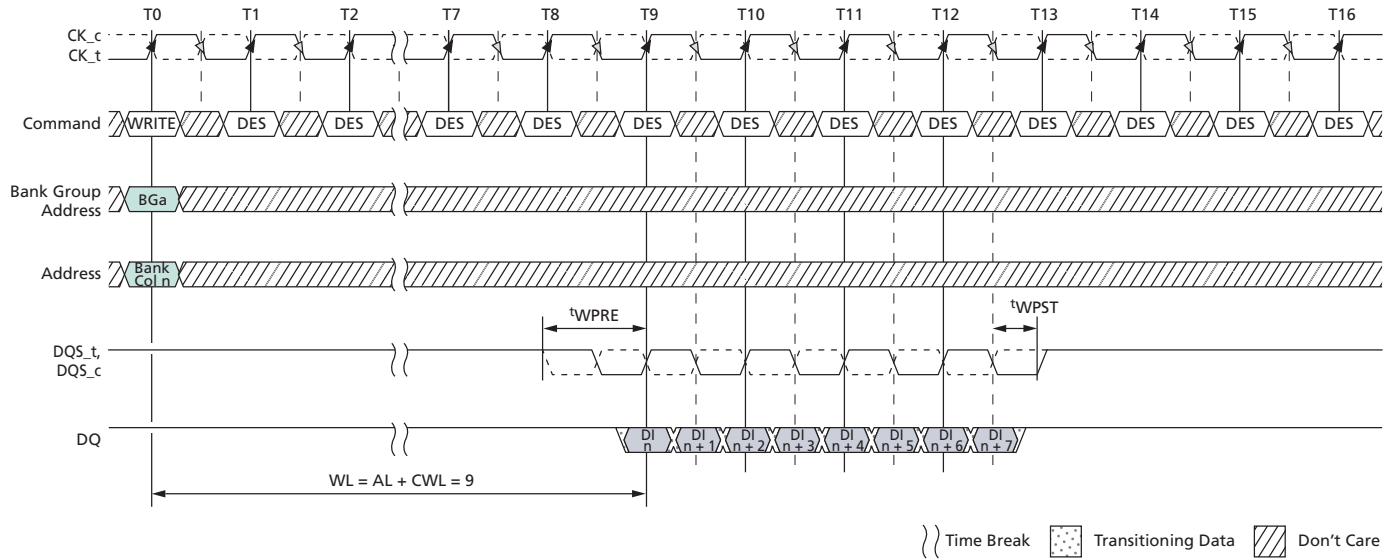 T0 T1 T2 T7 T8 T9 T10 T11 T12 T13 T14 T15 T16
CK_c
CK_t
Command WRITE DES DES DES DES DES DES DES DES DES DES DES DES
Bank Group
Address
BGa
Address
Bank
Col n
tWPRE tWPST
DQS_t,
DQS_c
DQ
DI
n
DI
n + 1
DI
n + 2
DI
n + 3
DI
n + 4
DI
n + 5
DI
n + 6
DI
n + 7
WL = AL + CWL = 9
Time Break Transitioning Data Don't Care